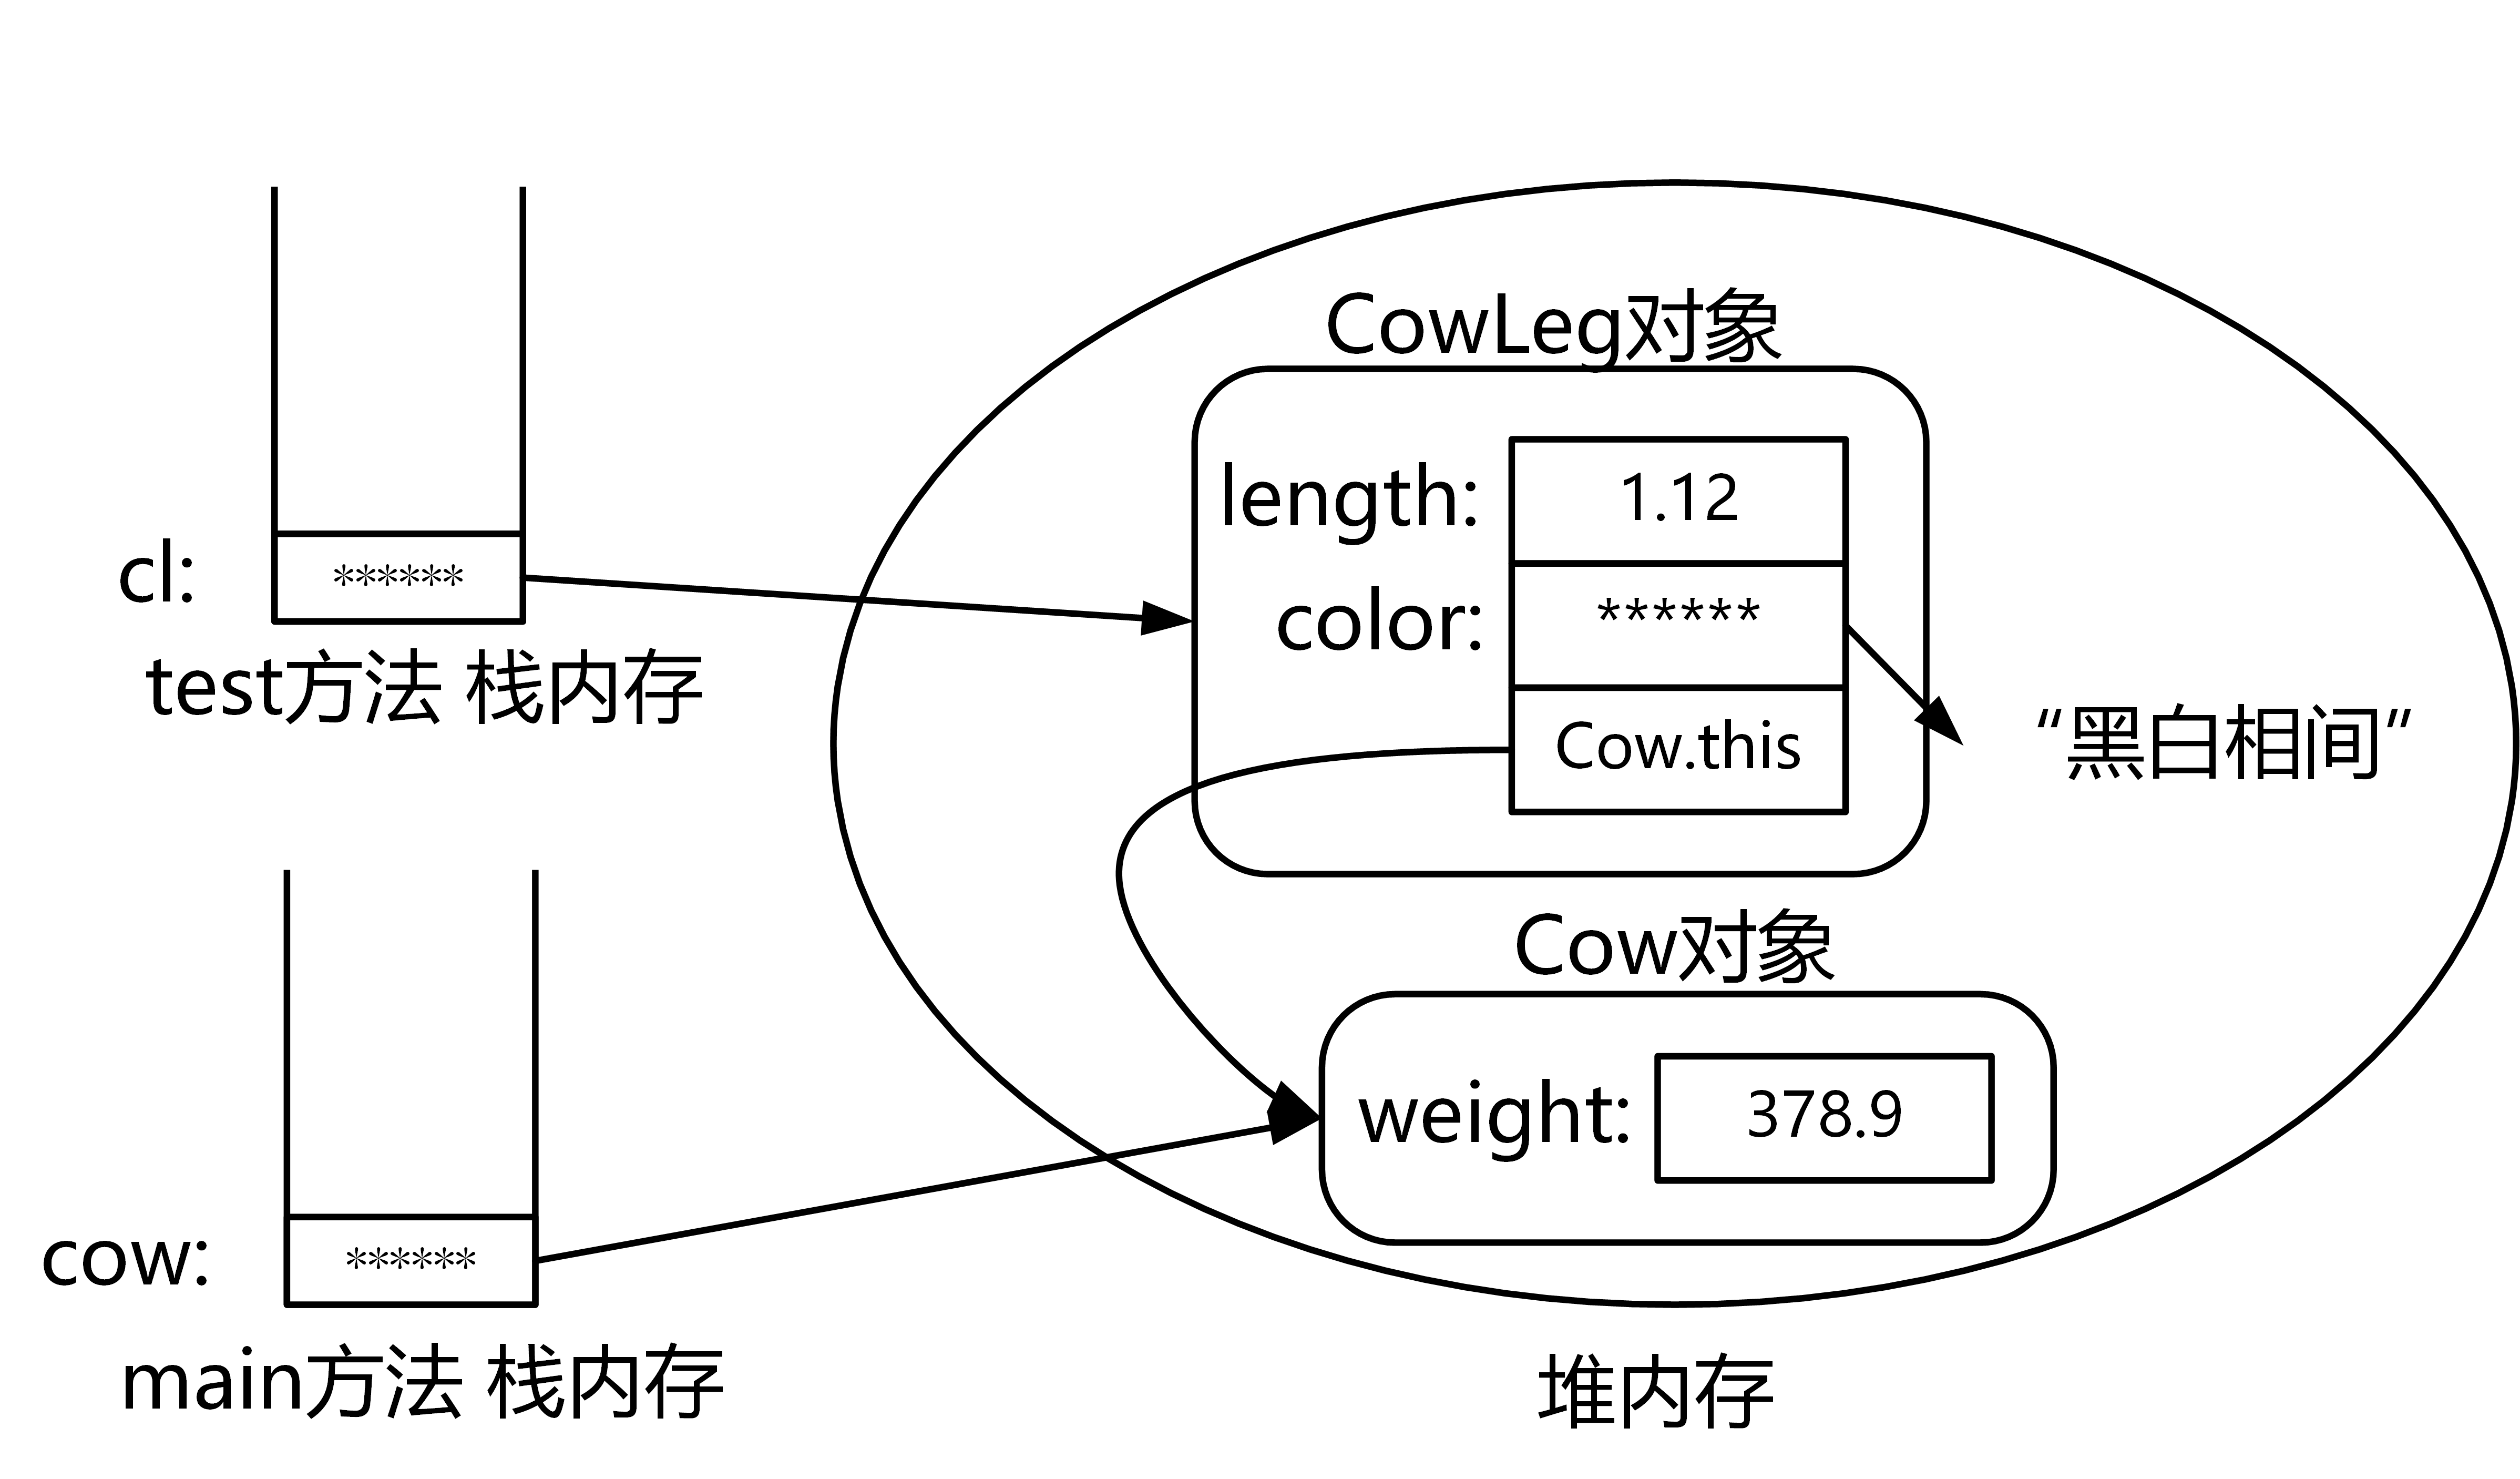 CowLeg对象
length:
1.12
cl:
******
color:
******
test方法 栈内存
Cow.this
“黑白相间”
Cow对象
weight:
378.9
cow:
******
main方法 栈内存
堆内存